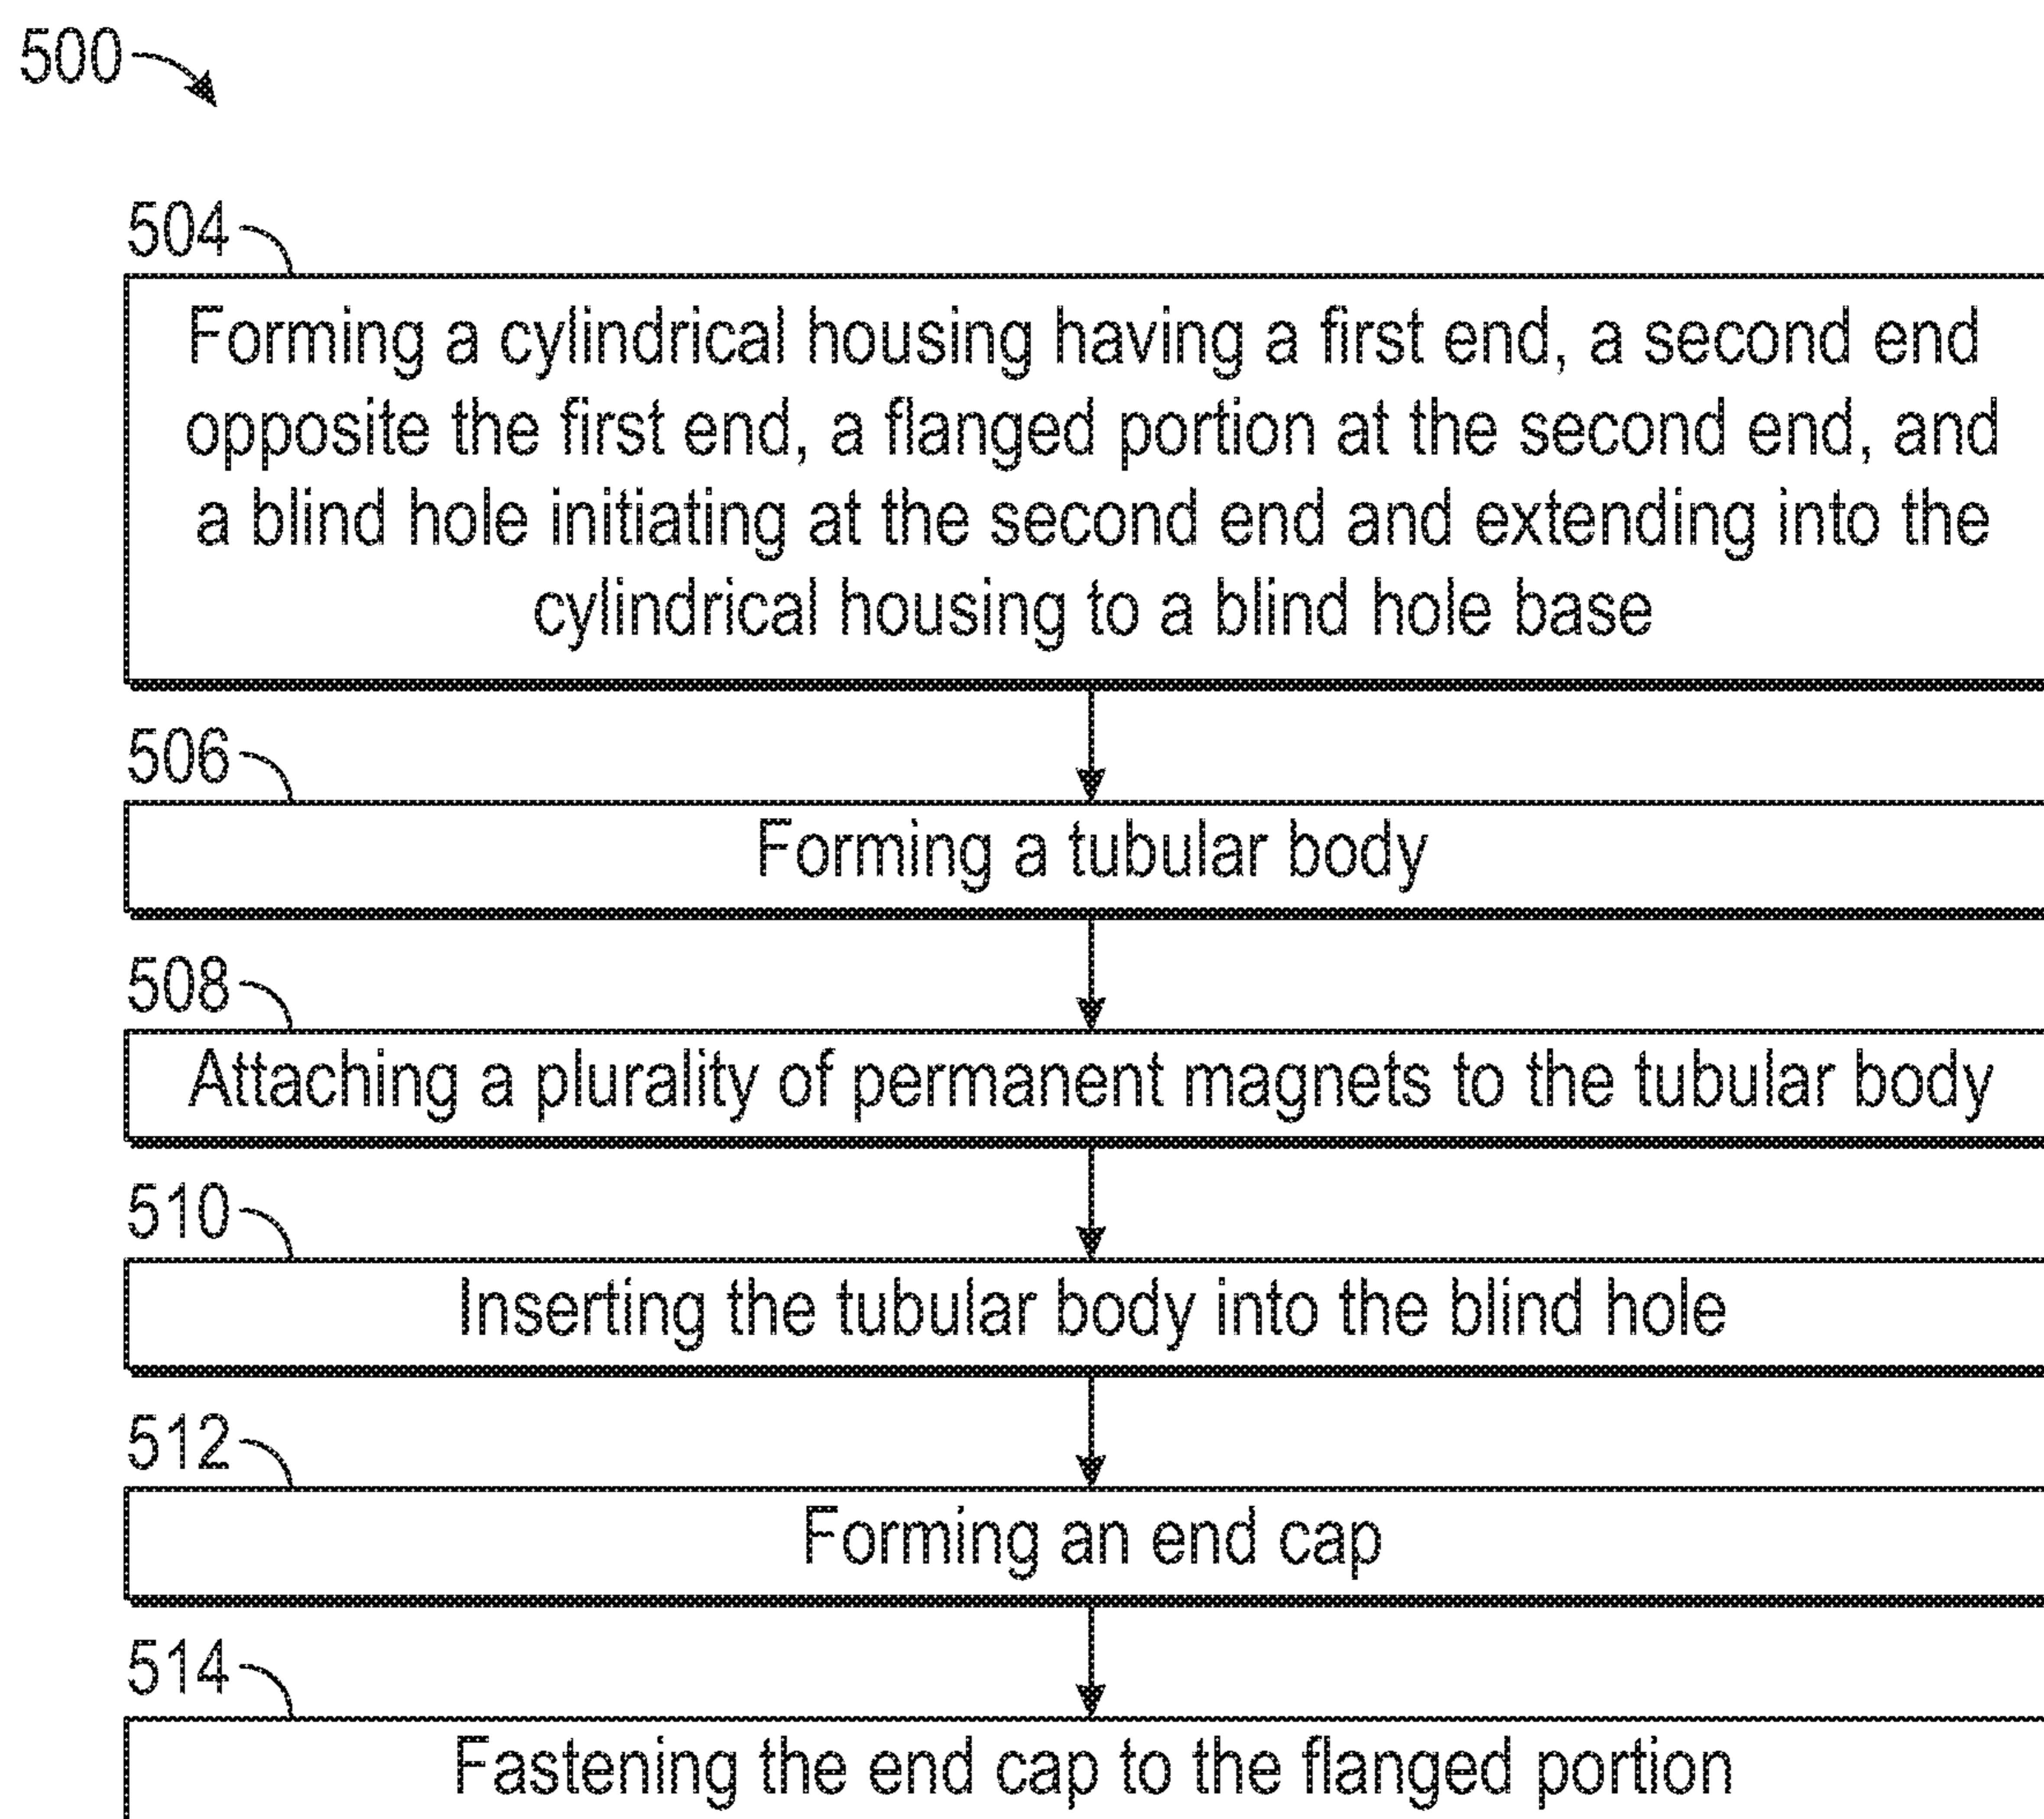 500
504
Forming a cylindrical housing having a first end, a second end
opposite the first end, a flanged portion at the second end, and
a blind hole initiating at the second end and extending into the
cylindrical housing to a blind hole base
506
Forming a tubular body
508
Attaching a plurality of permanent magnets to the tubular body
510
Inserting the tubular body into the blind hole
512
Forming an end cap
514
Fastening the end cap to the flanged portion